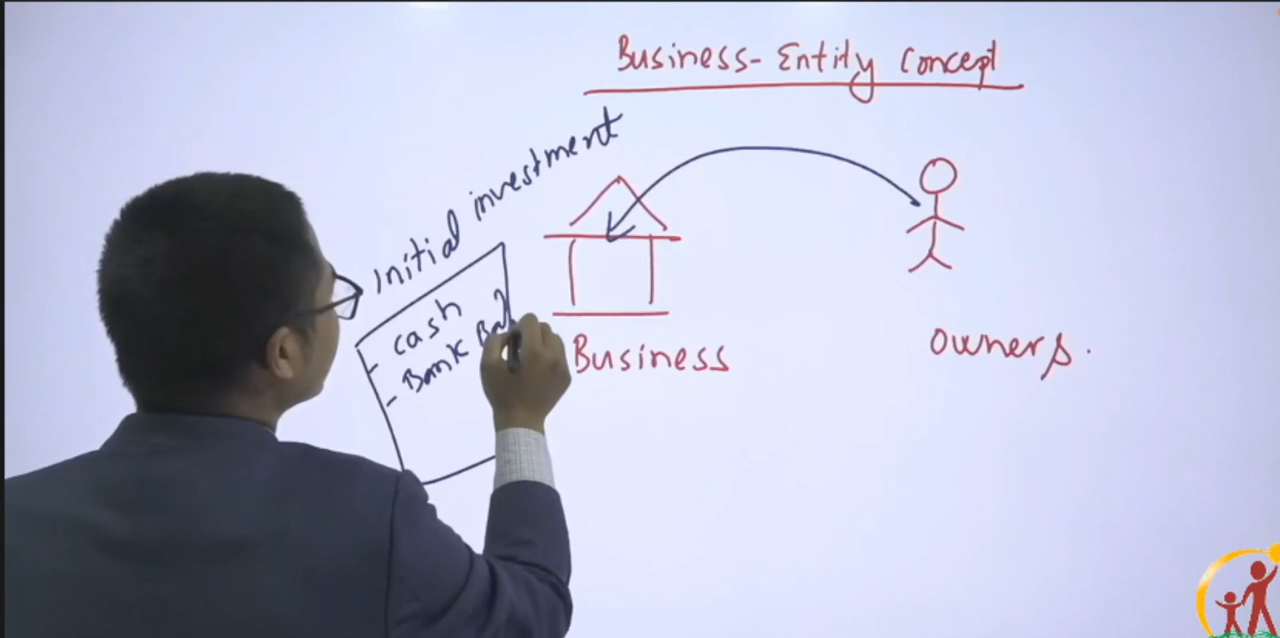 Business-Entity Concept
Initial investment
- Cash
- Bank
Business
Owners.